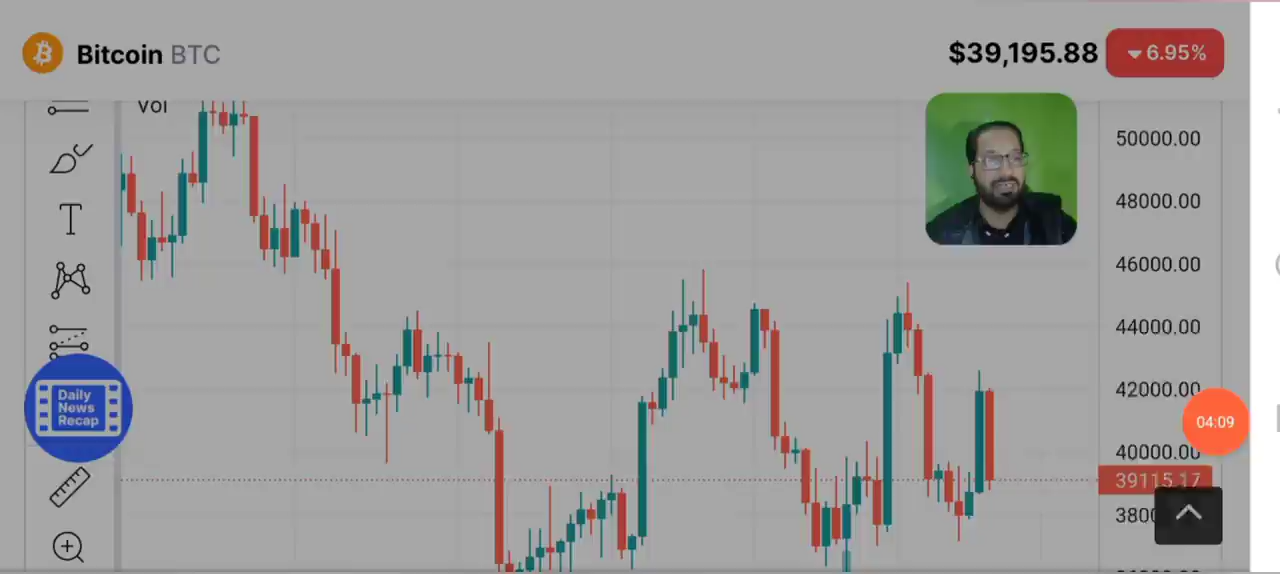 Bitcoin BTC
$39,195.88
6.95%
Vol
50000.00
48000.00
46000.00
44000.00
42000.00
Daily
News
Recap
04:09
40000.00
39115.17
3800